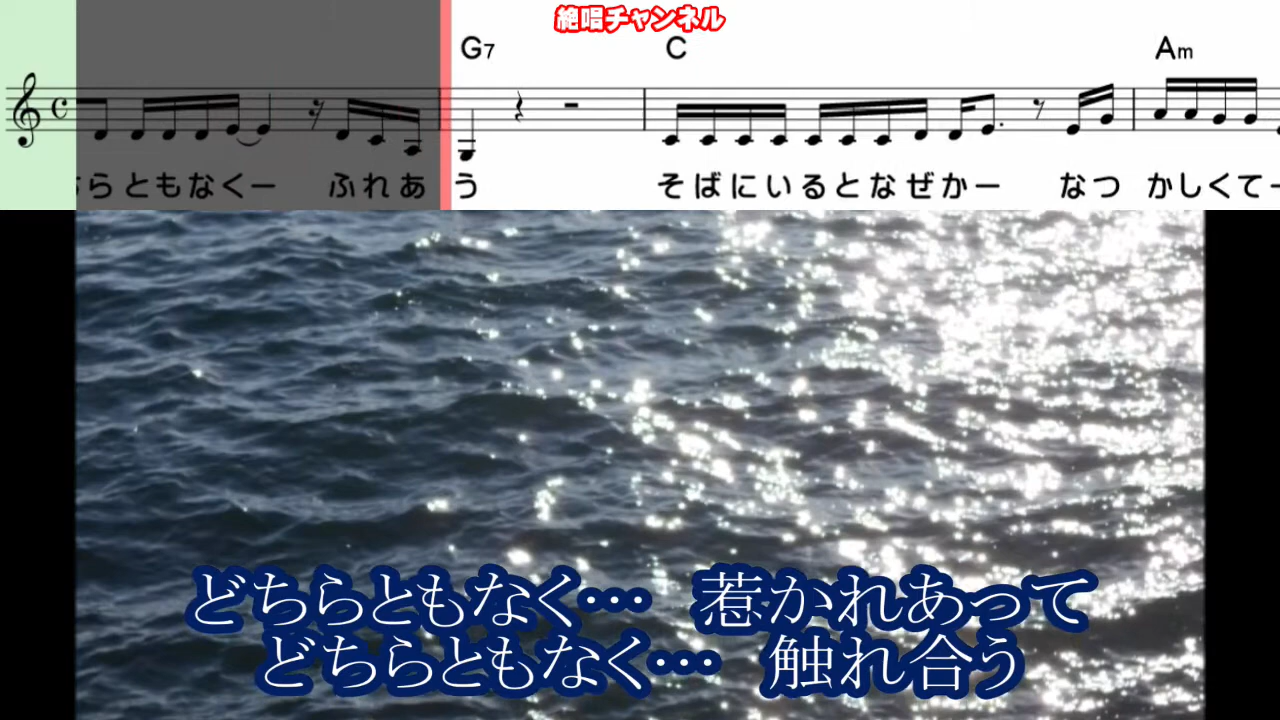 絶唱チャンネル
G7 C Am
らともなくー ふれあう そばにいるとなぜかー なつかしくてー
どちらともなく… 惹かれあって
どちらともなく… 触れ合う